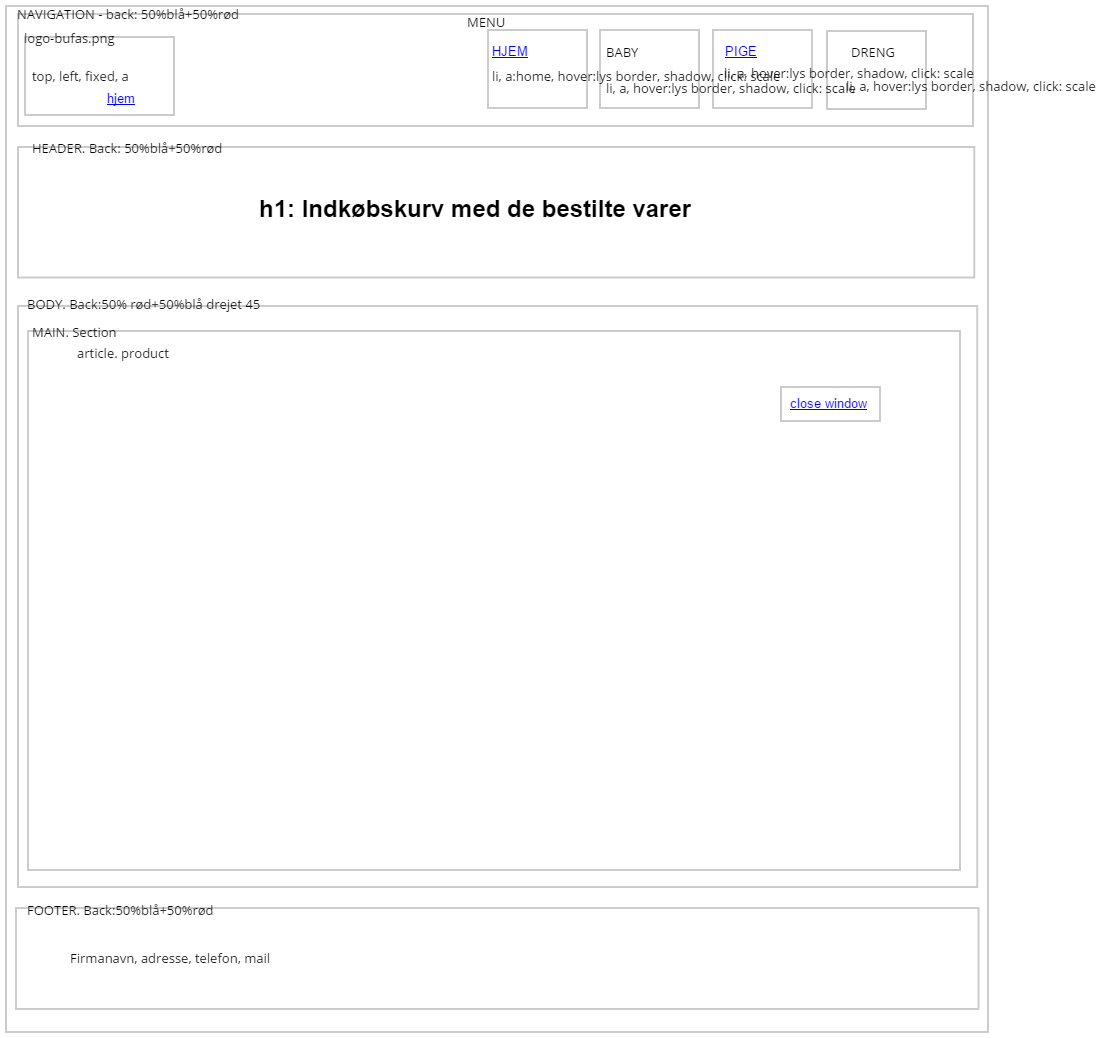 NAVIGATION - back: 50%blå+50%rød
MENU
logo-bufas.png
top, left, fixed, a
hjem
HJEM
li, a:home, hover:lys border, shadow, click: scale
BABY
li, a, hover:lys border, shadow, click: scale
PIGE
li, a, hover:lys border, shadow, click: scale
DRENG
li, a, hover:lys border, shadow, click: scale
HEADER. Back: 50%blå+50%rød
h1: Indkøbskurv med de bestilte varer
BODY. Back:50% rød+50%blå drejet 45
MAIN. Section
article. product
close window
FOOTER. Back:50%blå+50%rød
Firmanavn, adresse, telefon, mail